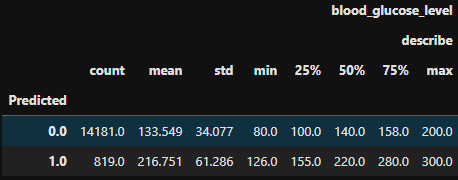 blood_glucose_level
describe
count mean std min 25% 50% 75% max
Predicted
0.0 14181.0 133.549 34.077 80.0 100.0 140.0 158.0 200.0
1.0 819.0 216.751 61.286 126.0 155.0 220.0 280.0 300.0